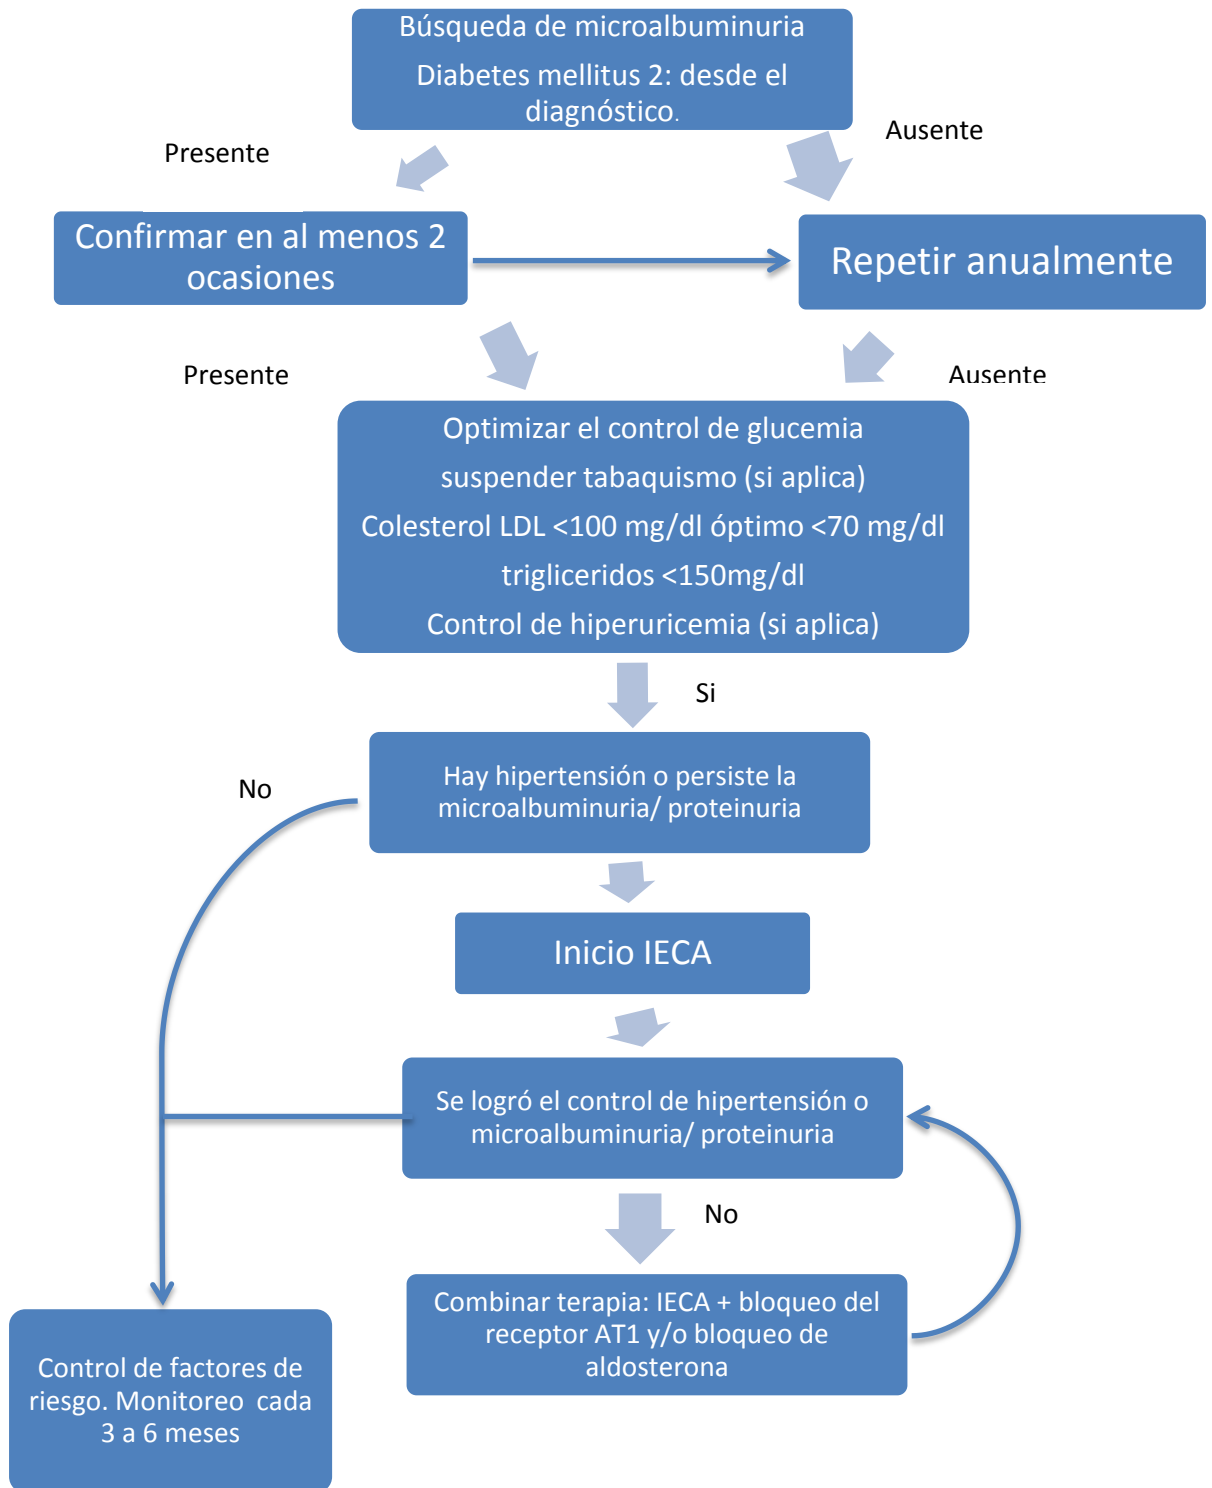 Búsqueda de microalbuminuria
Diabetes mellitus 2: desde el
diagnóstico.
Presente
Ausente
Confirmar en al menos 2
ocasiones
Repetir anualmente
Presente
Ausente
Optimizar el control de glucemia
suspender tabaquismo (si aplica)
Colesterol LDL <100 mg/dl óptimo <70 mg/dl
trigliceridos <150mg/dl
Control de hiperuricemia (si aplica)
Si
Hay hipertensión o persiste la
microalbuminuria/ proteinuria
No
Inicio IECA
Se logró el control de hipertensión o
microalbuminuria/ proteinuria
No
Combinar terapia: IECA + bloqueo del
receptor AT1 y/o bloqueo de
aldosterona
Control de factores de
riesgo. Monitoreo cada
3 a 6 meses